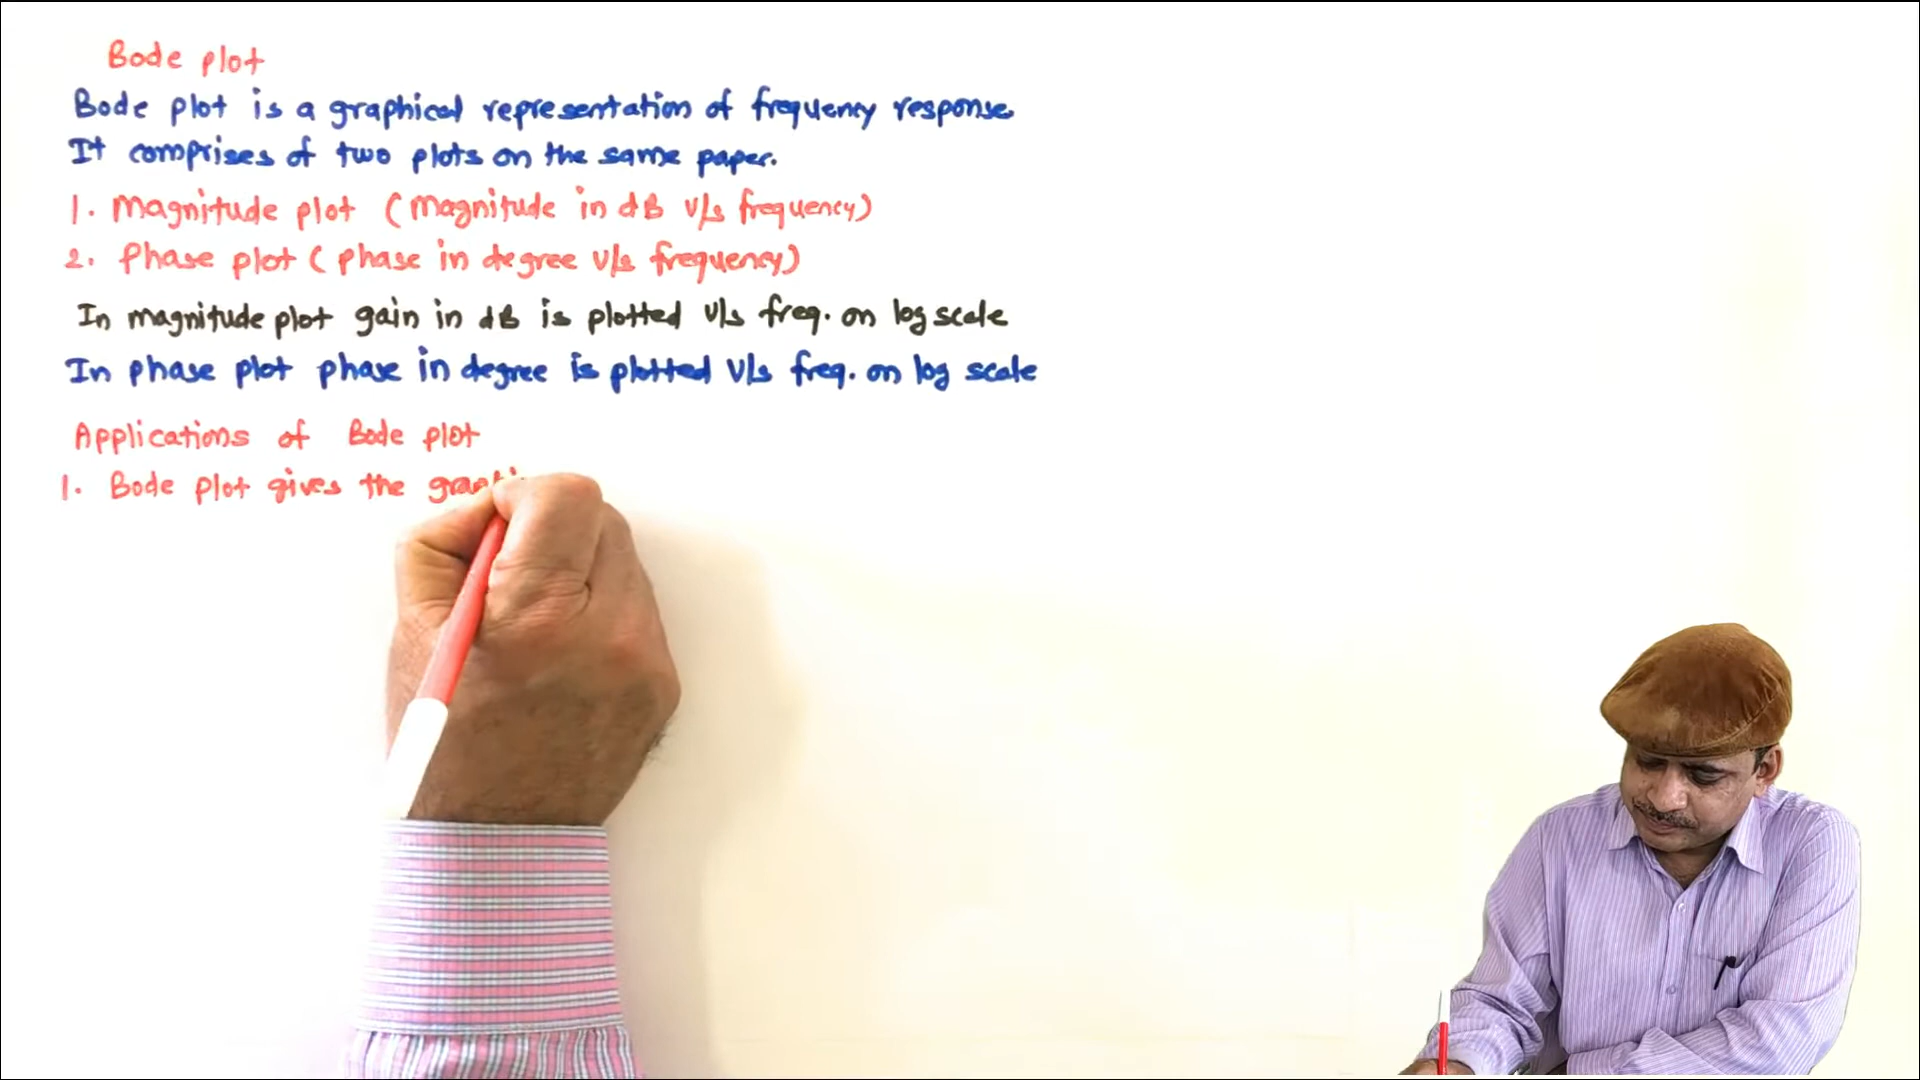 Bode plot
Bode plot is a graphical representation of frequency response
It comprises of two plots on the same paper.
1. Magnitude plot (Magnitude in dB v/s frequency)
2. Phase plot ( phase in degree v/s frequency)
In magnitude plot gain in dB is plotted v/s freq. on log scale
In phase plot phase in degree is plotted v/s freq. on log scale
Applications of Bode plot
1. Bode plot gives the